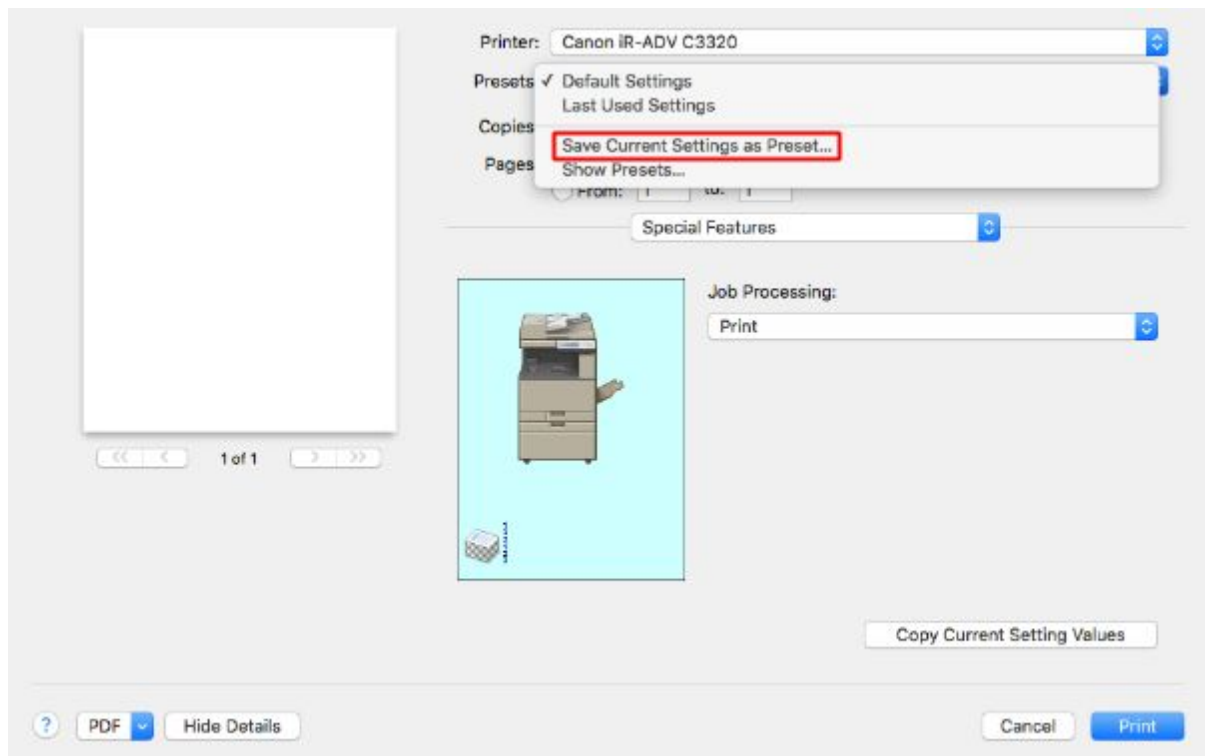 Printer: Canon iR-ADV C3320
Presets ✓ Default Settings
Last Used Settings
Copies
Save Current Settings as Preset...
Pages
Show Presets...
From: 1 to: 1
Special Features
Job Processing:
Print
<< < 1 of 1 > >>
Copy Current Setting Values
? PDF Hide Details Cancel Print